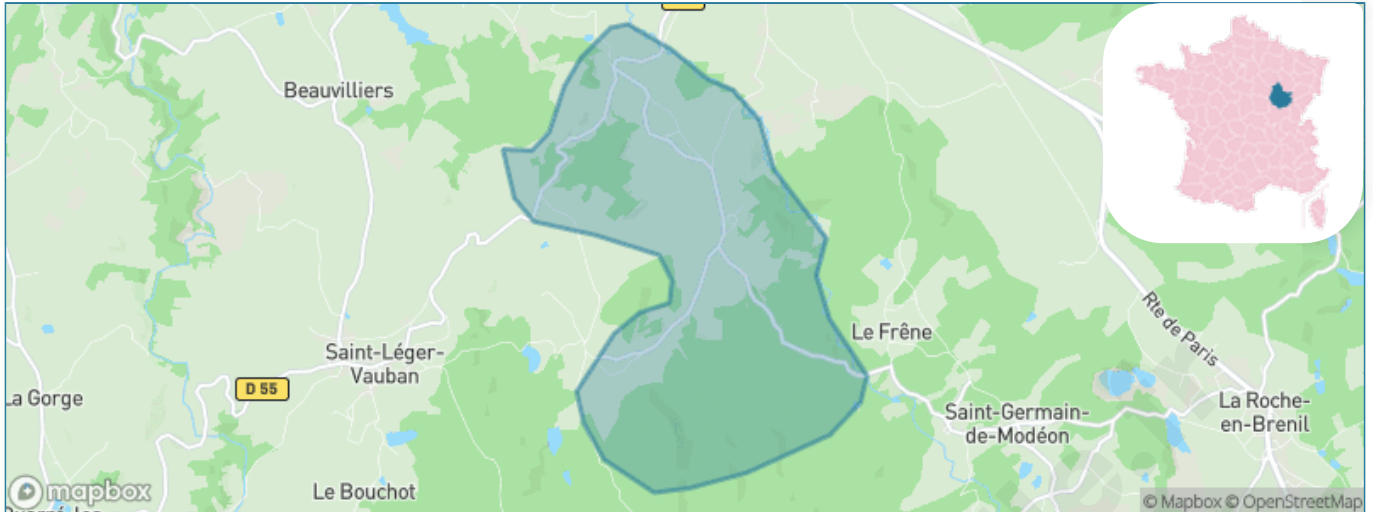 Beauvilliers
Rte de Paris
Le Frêne
Saint-Léger-
Vauban
D 55
La Gorge
Saint-Germain-
de-Modéon
La Roche-
en-Brenil
Le Bouchot
mapbox
© Mapbox © OpenStreetMap